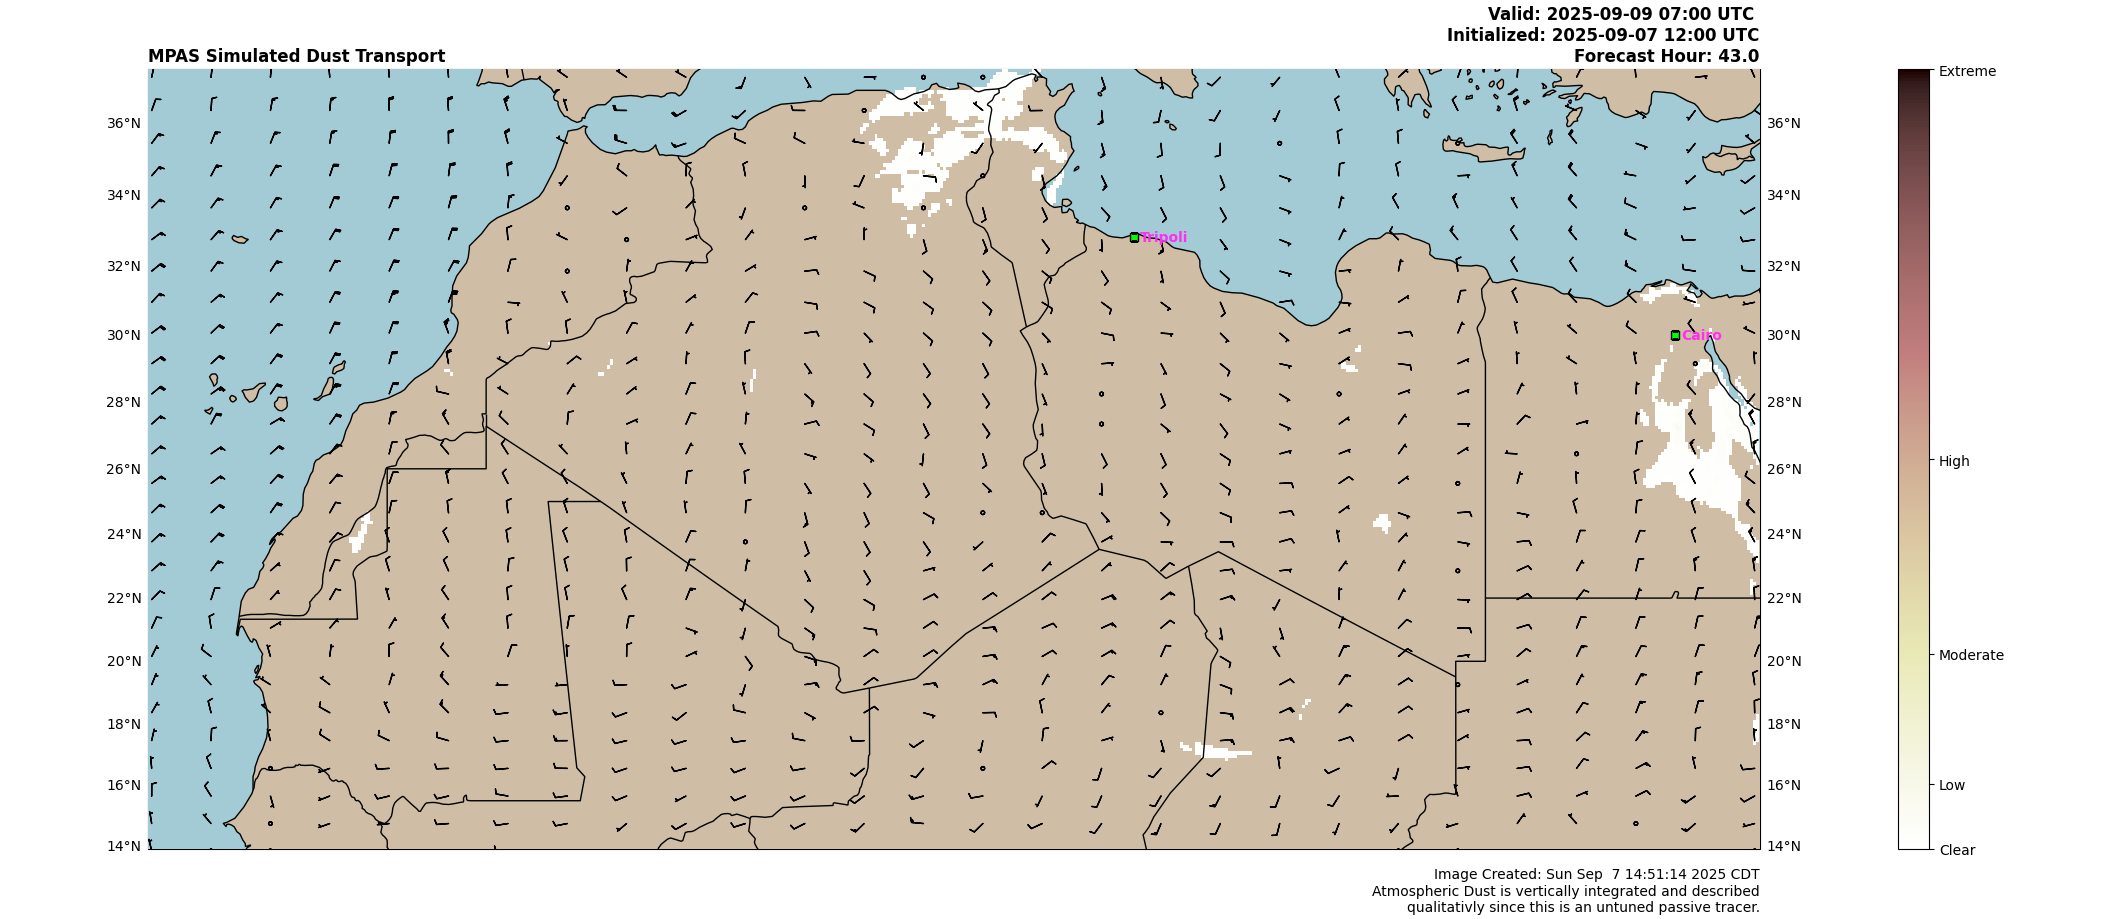 Valid: 2025-09-09 07:00 UTC
Initialized: 2025-09-07 12:00 UTC
MPAS Simulated Dust Transport
Forecast Hour: 43.0
Extreme
36°N
36°N
34°N
34°N
Tripoli
32°N
32°N
30°N
Cairo
30°N
28°N
28°N
26°N
26°N
High
24°N
24°N
22°N
22°N
20°N
20°N
Moderate
18°N
18°N
16°N
16°N
Low
14°N
14°N
Clear
Image Created: Sun Sep  7 14:51:14 2025 CDT
Atmospheric Dust is vertically integrated and described
qualitativly since this is an untuned passive tracer.